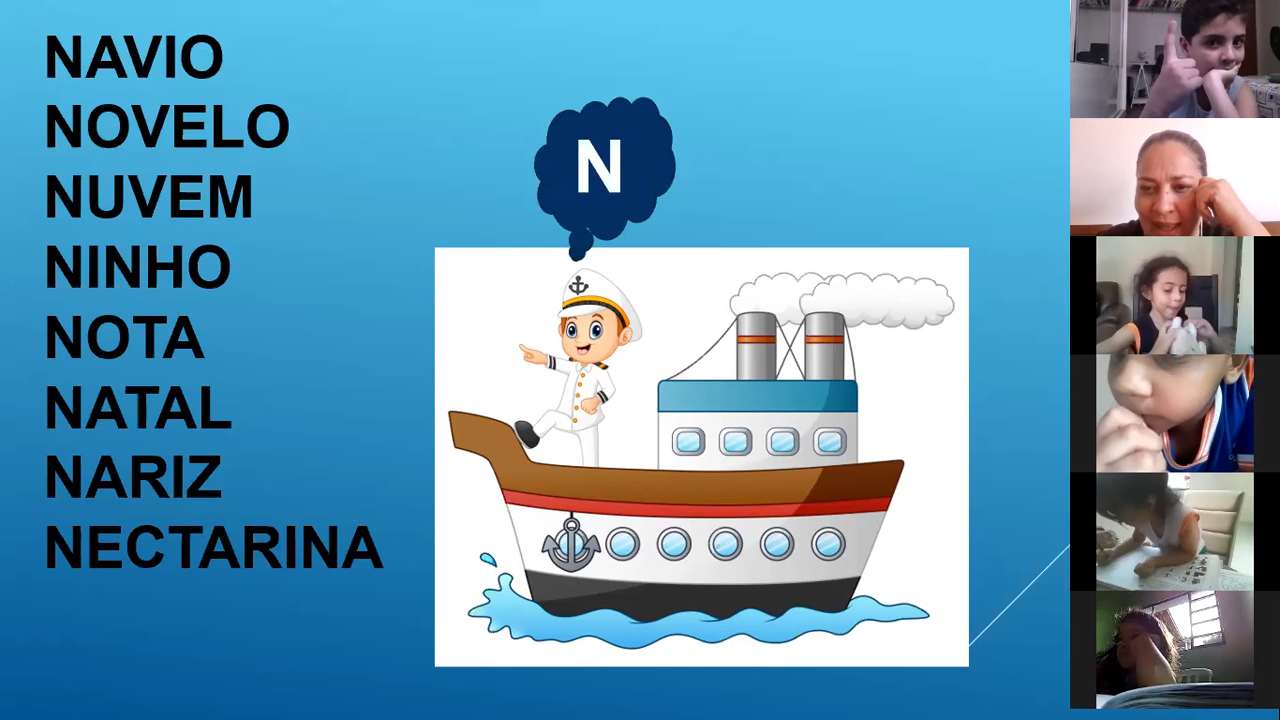 NAVIO
NOVELO
NUVEM
NINHO
NOTA
NATAL
NARIZ
NECTARINA
N